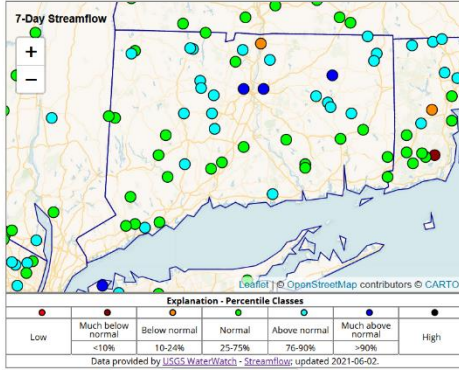 7-Day Streamflow
+
−
Leaflet | © OpenStreetMap contributors © CARTO
Explanation - Percentile Classes
Low
Much below normal
Below normal
Normal
Above normal
Much above normal
High
<10%
10-24%
25-75%
76-90%
>90%
Data provided by USGS WaterWatch - Streamflow; updated 2021-06-02.